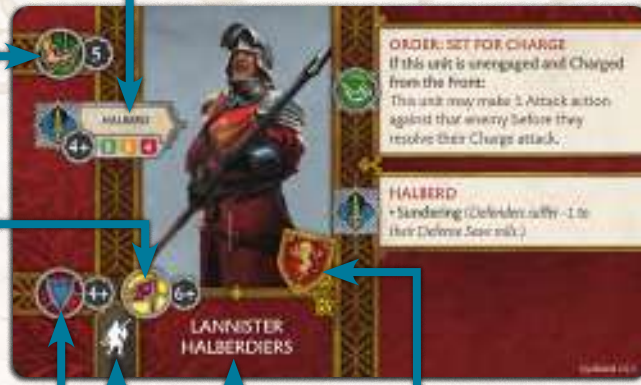 5
HALBERD
4+
4+
6+
LANNISTER
HALBERDIERS
ORDER: SET FOR CHARGE
If this unit is unengaged and Charged
from the Front:
This unit may make 1 Attack action
against that enemy before they
resolve their Charge attack.
HALBERD
• Sundering (Defenders suffer -1 to
their Defense Save rolls.)